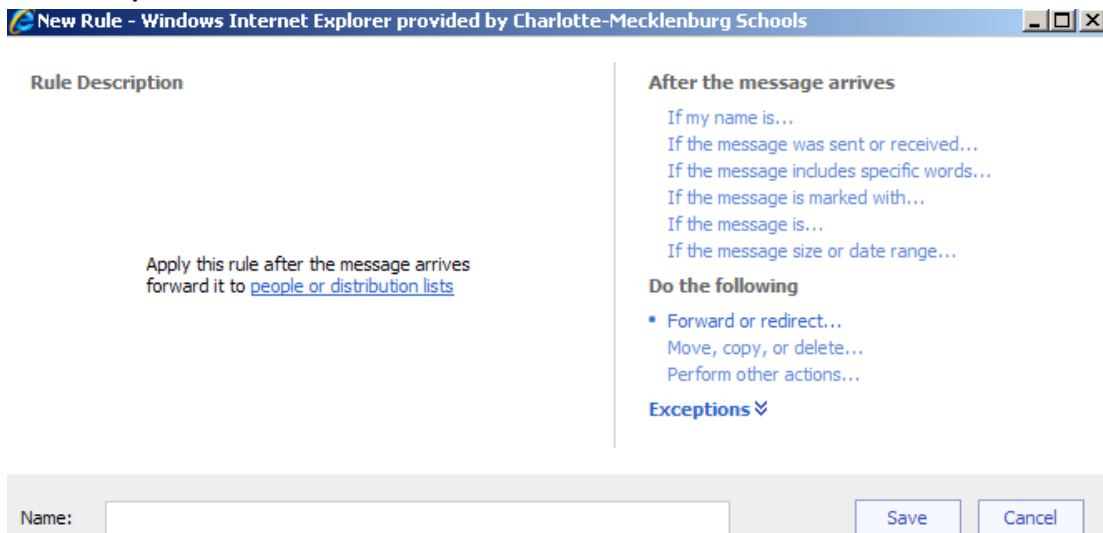 New Rule - Windows Internet Explorer provided by Charlotte-Mecklenburg Schools
Rule Description
Apply this rule after the message arrives
forward it to people or distribution lists
After the message arrives
If my name is...
If the message was sent or received...
If the message includes specific words...
If the message is marked with...
If the message is...
If the message size or date range...
Do the following
• Forward or redirect...
Move, copy, or delete...
Perform other actions...
Exceptions
Name:
Save Cancel